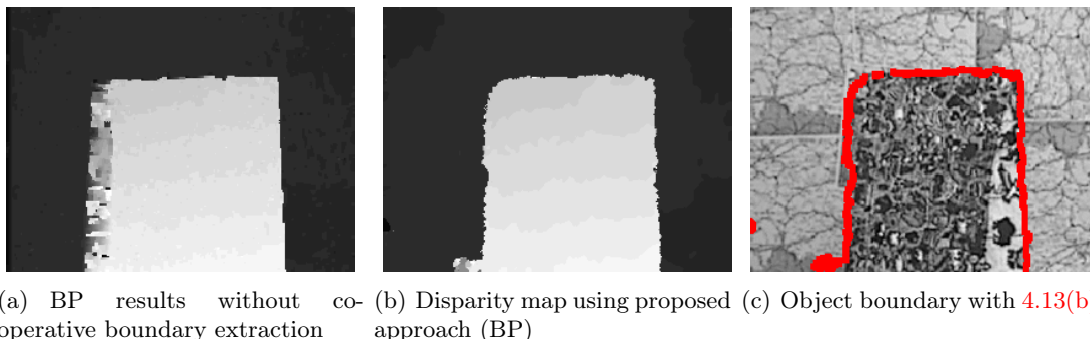 (a) BP results without co-
operative boundary extraction
(b) Disparity map using proposed
approach (BP)
(c) Object boundary with 4.13(b